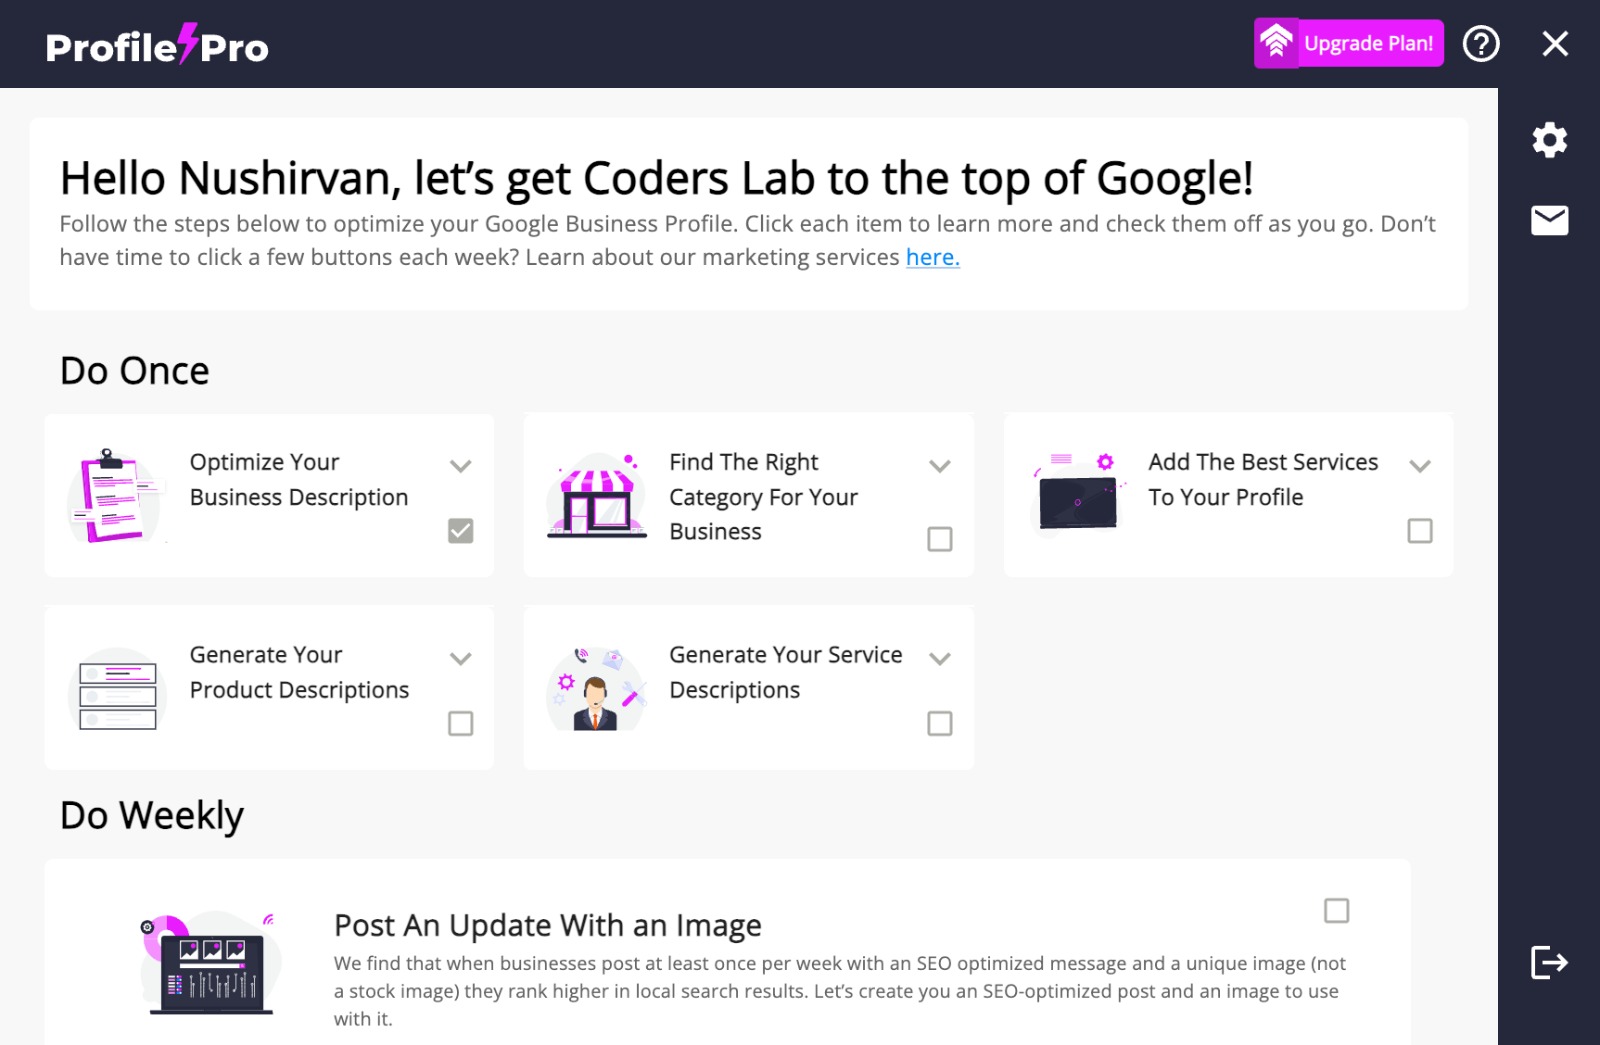 Profile Pro
Upgrade Plan!
Hello Nushirvan, let’s get Coders Lab to the top of Google!
Follow the steps below to optimize your Google Business Profile. Click each item to learn more and check them off as you go. Don’t
have time to click a few buttons each week? Learn about our marketing services here.
Do Once
Optimize Your
Business Description
Find The Right
Category For Your
Business
Add The Best Services
To Your Profile
Generate Your
Product Descriptions
Generate Your Service
Descriptions
Do Weekly
Post An Update With an Image
We find that when businesses post at least once per week with an SEO optimized message and a unique image (not
a stock image) they rank higher in local search results. Let’s create you an SEO-optimized post and an image to use
with it.